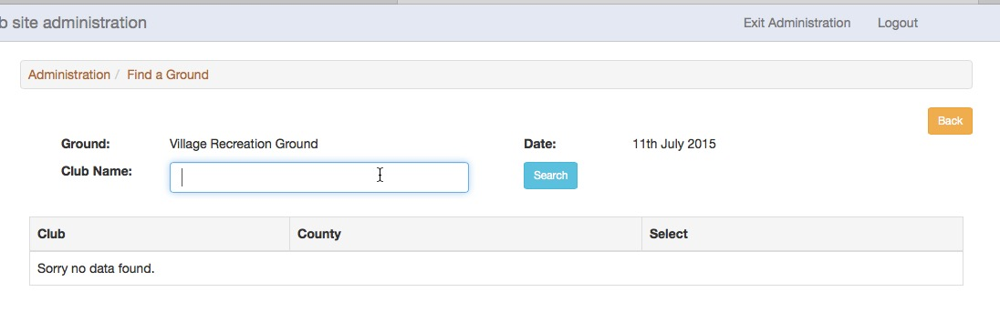 b site administration Exit Administration Logout
Administration / Find a Ground
Back
Ground: Village Recreation Ground Date: 11th July 2015
Club Name: Search
Club County Select
Sorry no data found.